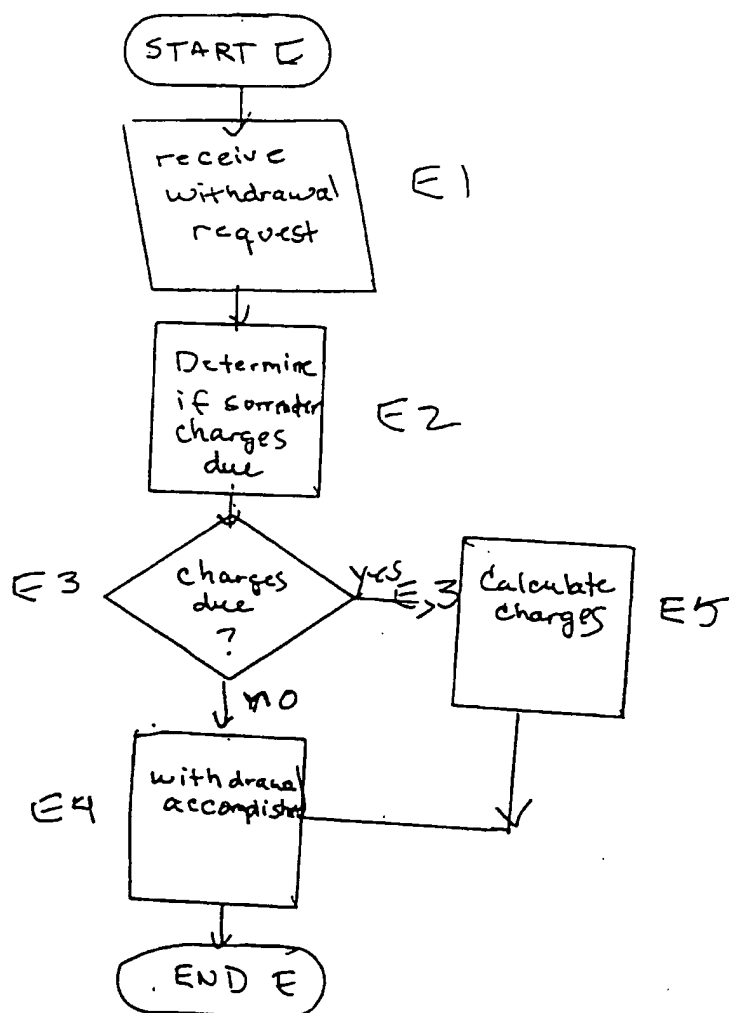 START E
receive
withdrawal
request
E1
Determine
if surrender
charges
due
E2
E3
charges
due
?
yes
E3
Calculate
charges
E5
no
withdrawal
accomplished
E4
END E